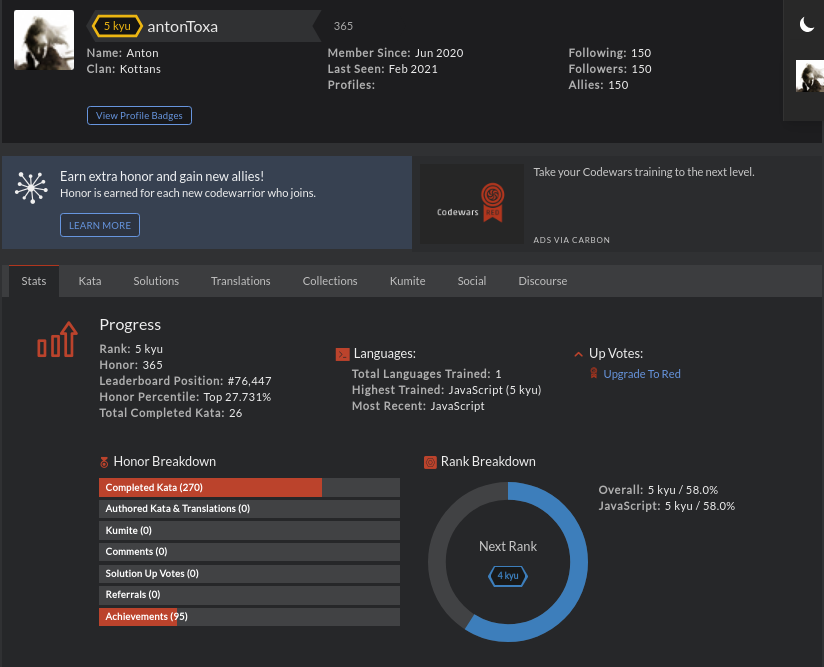 5 kyu antonToxa 365
Name: Anton
Clan: Kottans
Member Since: Jun 2020
Last Seen: Feb 2021
Profiles:
Following: 150
Followers: 150
Allies: 150
View Profile Badges
Earn extra honor and gain new allies!
Honor is earned for each new codewarrior who joins.
LEARN MORE
Codewars RED
Take your Codewars training to the next level.
ADS VIA CARBON
Stats Kata Solutions Translations Collections Kumite Social Discourse
Progress
Rank: 5 kyu
Honor: 365
Leaderboard Position: #76,447
Honor Percentile: Top 27.731%
Total Completed Kata: 26
Languages:
Total Languages Trained: 1
Highest Trained: JavaScript (5 kyu)
Most Recent: JavaScript
Up Votes:
Upgrade To Red
Honor Breakdown
Completed Kata (270)
Authored Kata & Translations (0)
Kumite (0)
Comments (0)
Solution Up Votes (0)
Referrals (0)
Achievements (95)
Rank Breakdown
Next Rank
4 kyu
Overall: 5 kyu / 58.0%
JavaScript: 5 kyu / 58.0%